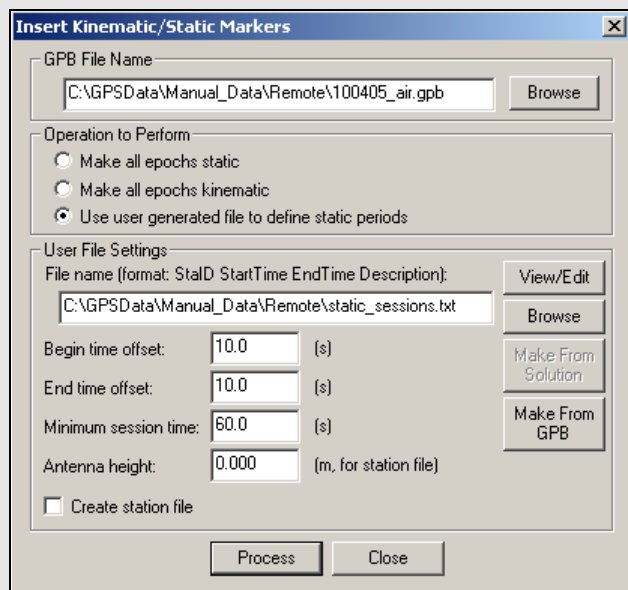 Insert Kinematic/Static Markers
GPB File Name
C:\GPSData\Manual_Data\Remote\100405_air.gpb
Browse
Operation to Perform
Make all epochs static
Make all epochs kinematic
Use user generated file to define static periods
User File Settings
File name (format: StaID StartTime EndTime Description):
View/Edit
C:\GPSData\Manual_Data\Remote\static_sessions.txt
Browse
Begin time offset: 10.0 (s)
Make From
Solution
End time offset: 10.0 (s)
Minimum session time: 60.0 (s)
Make From
GPB
Antenna height: 0.000 (m, for station file)
Create station file
Process Close